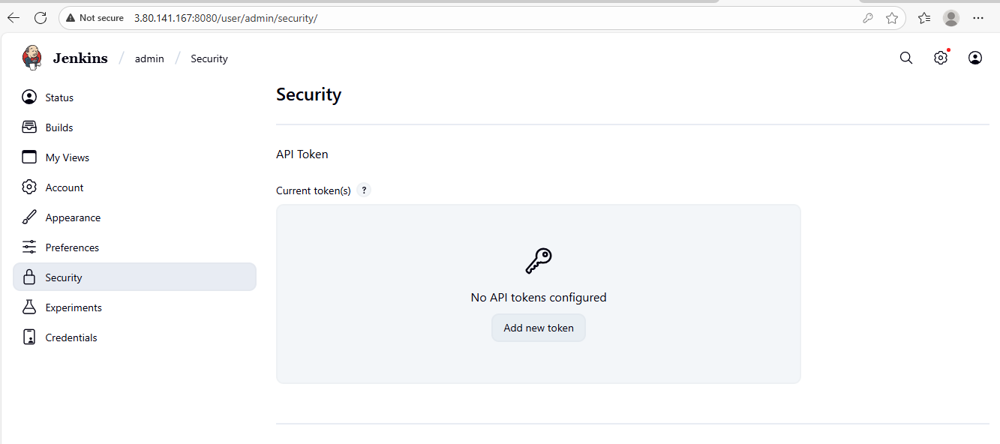 Not secure 3.80.141.167:8080/user/admin/security/
Jenkins / admin / Security
Status
Builds
My Views
Account
Appearance
Preferences
Security
Experiments
Credentials
Security
API Token
Current token(s) ?
No API tokens configured
Add new token